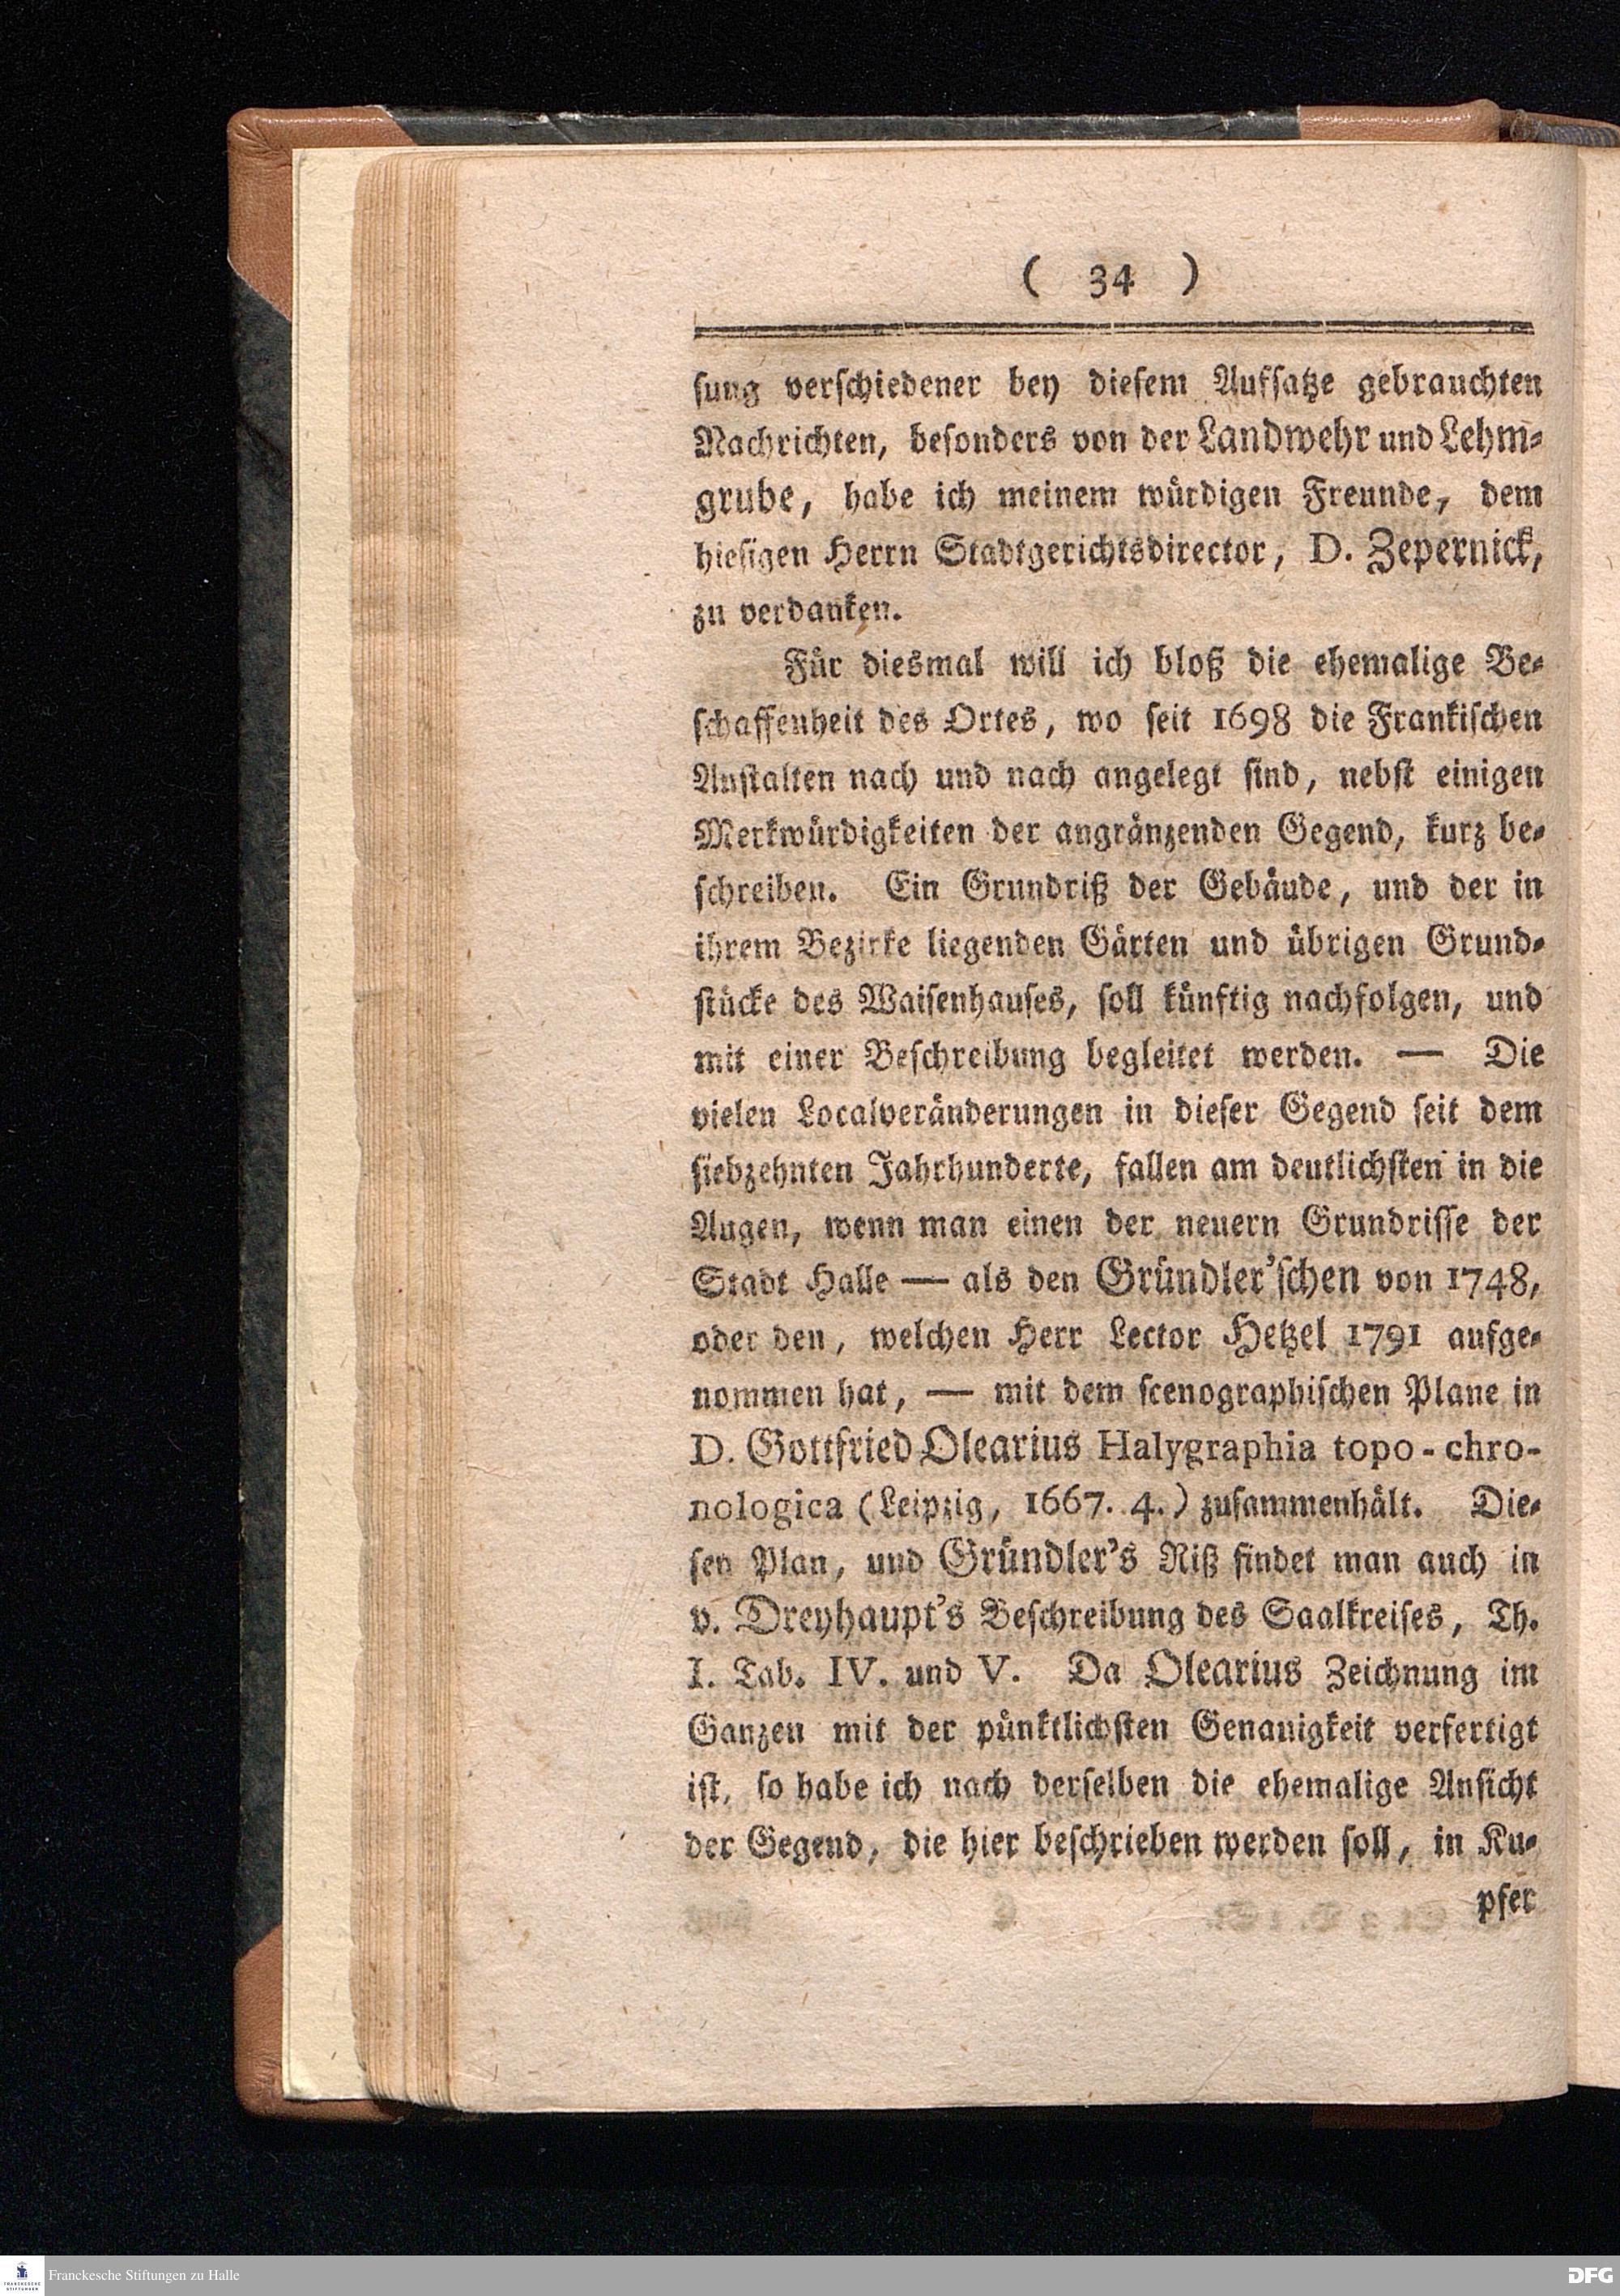 ( 34 )
sung verschiedener bey diesem Aufsatze gebrauchten
Nachrichten, besonders von der Landwehr und Lehm-
grube, habe ich meinem würdigen Freunde, dem
hiesigen Herrn Stadtgerichtsdirector, D. Zepernick,
zu verdanken.
Für diesmal will ich bloß die ehemalige Be-
schaffenheit des Ortes, wo seit 1698 die Frankischen
Anstalten nach und nach angelegt sind, nebst einigen
Merkwürdigkeiten der angränzenden Gegend, kurz be-
schreiben. Ein Grundriß der Gebäude, und der in
ihrem Bezirke liegenden Gärten und übrigen Grund-
stücke des Waisenhauses, soll künftig nachfolgen, und
mit einer Beschreibung begleitet werden. — Die
vielen Localveränderungen in dieser Gegend seit dem
siebzehnten Jahrhunderte, fallen am deutlichsten in die
Augen, wenn man einen der neuern Grundrisse der
Stadt Halle — als den Gründler'schen von 1748,
oder den, welchen Herr Lector Hetzel 1791 aufge-
nommen hat, — mit dem scenographischen Plane in
D. Gottfried Olearius Halygraphia topo-chro-
nologica (Leipzig, 1667. 4.) zusammenhält. Die-
sen Plan, und Gründler's Riß findet man auch in
v. Dreyhaupt's Beschreibung des Saalkreises, Th.
I. Tab. IV. und V. Da Olearius Zeichnung im
Ganzen mit der pünktlichsten Genauigkeit verfertigt
ist, so habe ich nach derselben die ehemalige Ansicht
der Gegend, die hier beschrieben werden soll, in Ku-
pfer
Franckesche Stiftungen zu Halle
FRANCKESCHE
STIFTUNGEN
DFG